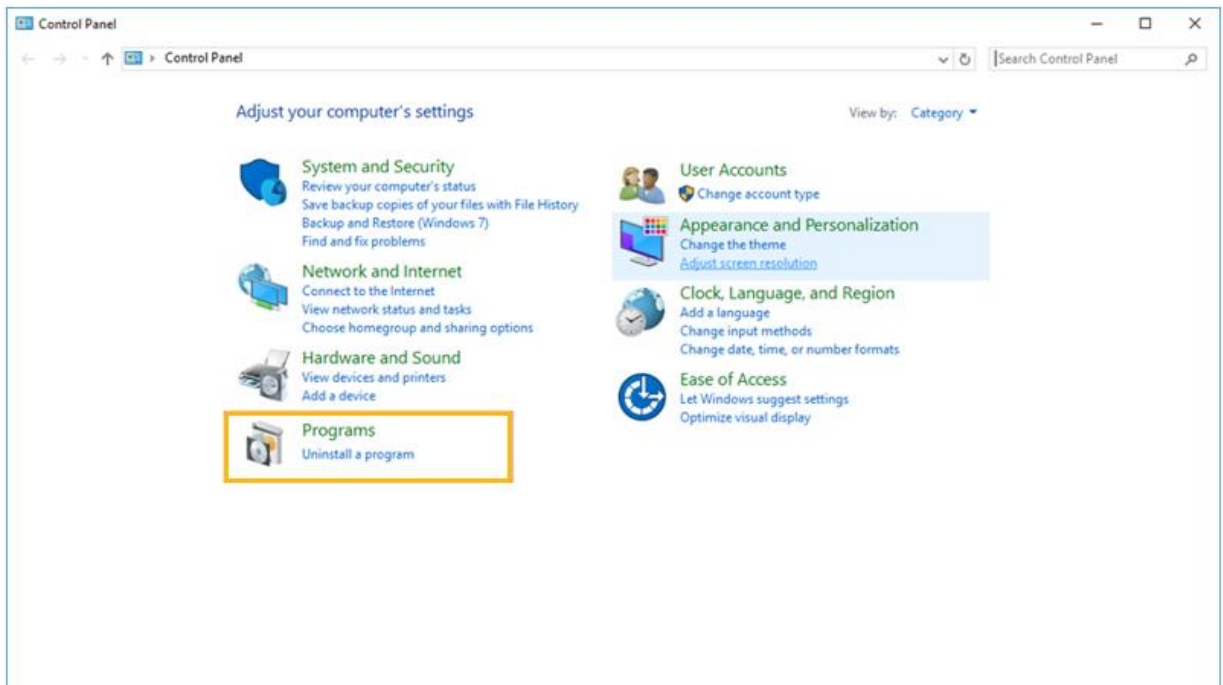 Control Panel
Control Panel
Search Control Panel
Adjust your computer's settings
View by: Category
System and Security
Review your computer's status
Save backup copies of your files with File History
Backup and Restore (Windows 7)
Find and fix problems
Network and Internet
Connect to the Internet
View network status and tasks
Choose homegroup and sharing options
Hardware and Sound
View devices and printers
Add a device
Programs
Uninstall a program
User Accounts
Change account type
Appearance and Personalization
Change the theme
Adjust screen resolution
Clock, Language, and Region
Add a language
Change input methods
Change date, time, or number formats
Ease of Access
Let Windows suggest settings
Optimize visual display